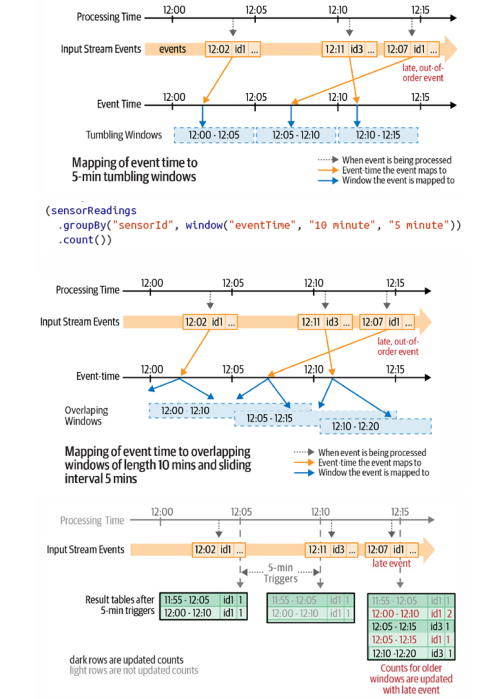 12:00 12:05 12:10 12:15
Processing Time
Input Stream Events events 12:02 id1 ... 12:11 id3 ... 12:07 id1 ...
late, out-of-
order event
12:00 12:05 12:10 12:15
Event Time
Tumbling Windows 12:00 - 12:05 12:05 - 12:10 12:10 - 12:15
Mapping of event time to
5-min tumbling windows
When event is being processed
Event-time the event maps to
Window the event is mapped to
(sensorReadings
.groupBy("sensorId", window("eventTime", "10 minute", "5 minute"))
.count())
12:00 12:05 12:10 12:15
Processing Time
Input Stream Events 12:02 id1 ... 12:11 id3 ... 12:07 id1 ...
late, out-of-
order event
Event-time 12:00 12:05 12:10 12:15
Overlaping
Windows
12:00 - 12:10
12:05 - 12:15
12:10 - 12:20
Mapping of event time to overlapping
windows of length 10 mins and sliding
interval 5 mins
When event is being processed
Event-time the event maps to
Window the event is mapped to
12:00 12:05 12:10 12:15
Processing Time
Input Stream Events 12:02 id1 ... 12:11 id3 ... 12:07 id1 ...
late event
5-min
Triggers
Result tables after
5-min triggers
11:55 - 12:05 id1 1
12:00 - 12:10 id1 1
11:55 - 12:05 id1 1
12:00 - 12:10 id1 1
11:55 - 12:05 id1 1
12:00 - 12:10 id1 2
12:05 - 12:15 id3 1
12:05 - 12:15 id1 1
12:10 - 12:20 id3 1
dark rows are updated counts
light rows are not updated counts
Counts for older
windows are updated
with late event